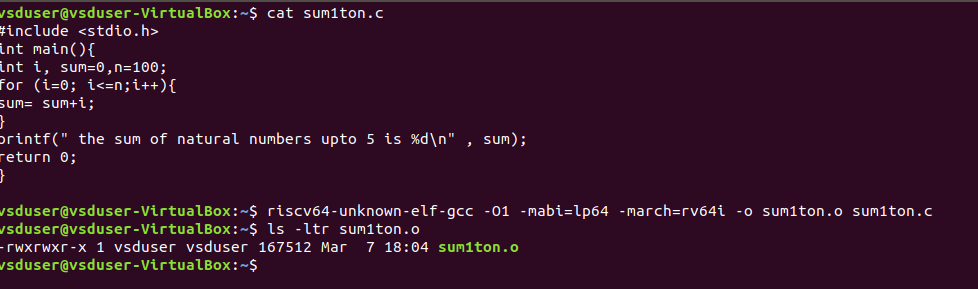 vsduser@vsduser-VirtualBox:~$ cat sum1ton.c
#include <stdio.h>
int main(){
int i, sum=0,n=100;
for (i=0; i<=n;i++){
sum= sum+i;
}
printf(" the sum of natural numbers upto 5 is %d\n" , sum);
return 0;
}
vsduser@vsduser-VirtualBox:~$ riscv64-unknown-elf-gcc -O1 -mabi=lp64 -march=rv64i -o sum1ton.o sum1ton.c
vsduser@vsduser-VirtualBox:~$ ls -ltr sum1ton.o
-rwxrwxr-x 1 vsduser vsduser 167512 Mar  7 18:04 sum1ton.o
vsduser@vsduser-VirtualBox:~$